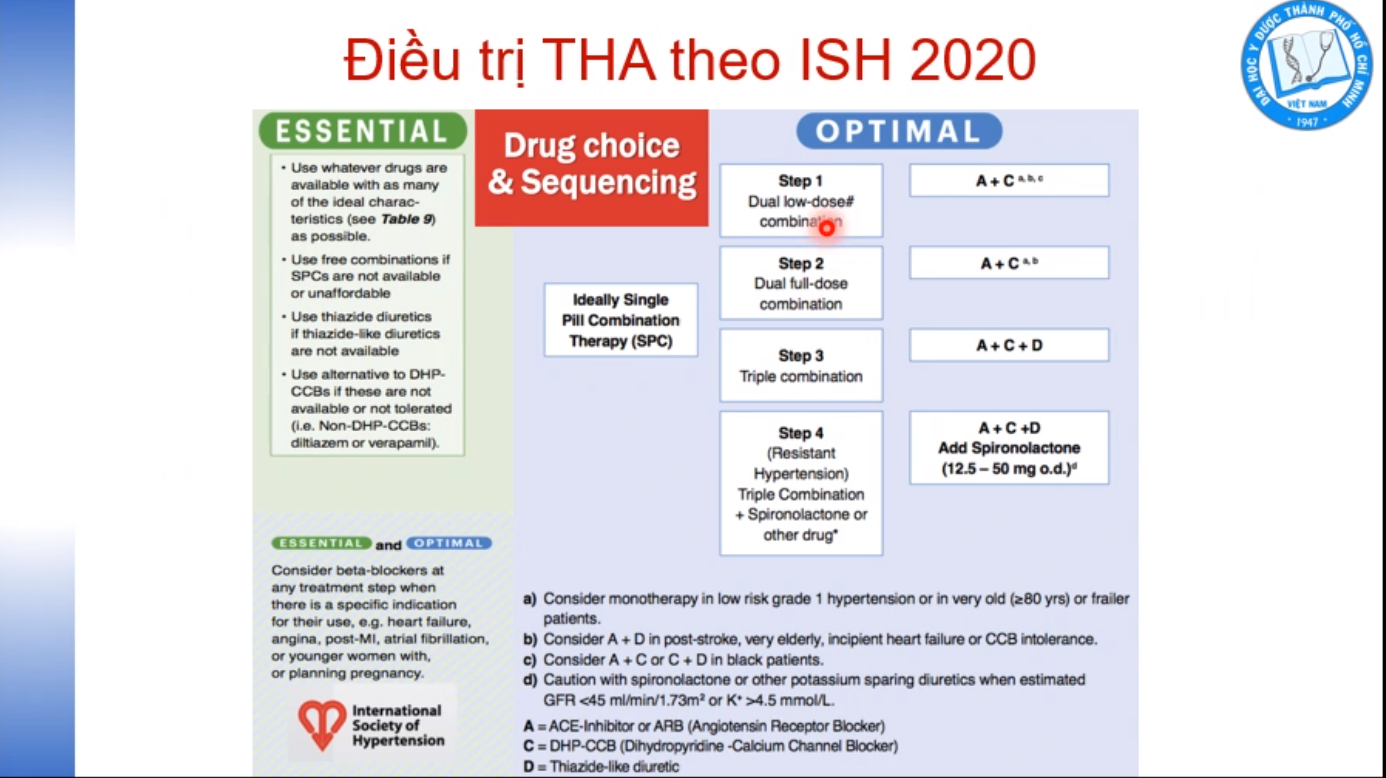 Điều trị THA theo ISH 2020
ĐẠI HỌC Y DƯỢC THÀNH PHỐ HỒ CHÍ MINH
VIỆT NAM
1947
ESSENTIAL
• Use whatever drugs are
available with as many
of the ideal charac-
teristics (see Table 9)
as possible.
• Use free combinations if
SPCs are not available
or unaffordable
• Use thiazide diuretics
if thiazide-like diuretics
are not available
• Use alternative to DHP-
CCBs if these are not
available or not tolerated
(i.e. Non-DHP-CCBs:
diltiazem or verapamil).
Drug choice
& Sequencing
OPTIMAL
Ideally Single
Pill Combination
Therapy (SPC)
Step 1
Dual low-dose#
combination
A + C a, b, c
Step 2
Dual full-dose
combination
A + C a, b
Step 3
Triple combination
A + C + D
Step 4
(Resistant
Hypertension)
Triple Combination
+ Spironolactone or
other drug*
A + C +D
Add Spironolactone
(12.5 – 50 mg o.d.)d
ESSENTIAL and OPTIMAL
Consider beta-blockers at
any treatment step when
there is a specific indication
for their use, e.g. heart failure,
angina, post-MI, atrial fibrillation,
or younger women with,
or planning pregnancy.
International
Society of
Hypertension
a) Consider monotherapy in low risk grade 1 hypertension or in very old (≥80 yrs) or frailer
patients.
b) Consider A + D in post-stroke, very elderly, incipient heart failure or CCB intolerance.
c) Consider A + C or C + D in black patients.
d) Caution with spironolactone or other potassium sparing diuretics when estimated
GFR <45 ml/min/1.73m² or K⁺ >4.5 mmol/L.
A = ACE-Inhibitor or ARB (Angiotensin Receptor Blocker)
C = DHP-CCB (Dihydropyridine -Calcium Channel Blocker)
D = Thiazide-like diuretic